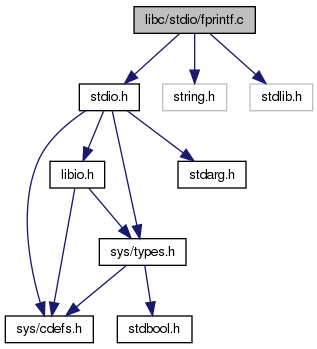 libc/stdio/fprintf.c
stdio.h
string.h
stdlib.h
libio.h
stdarg.h
sys/types.h
sys/cdefs.h
stdbool.h